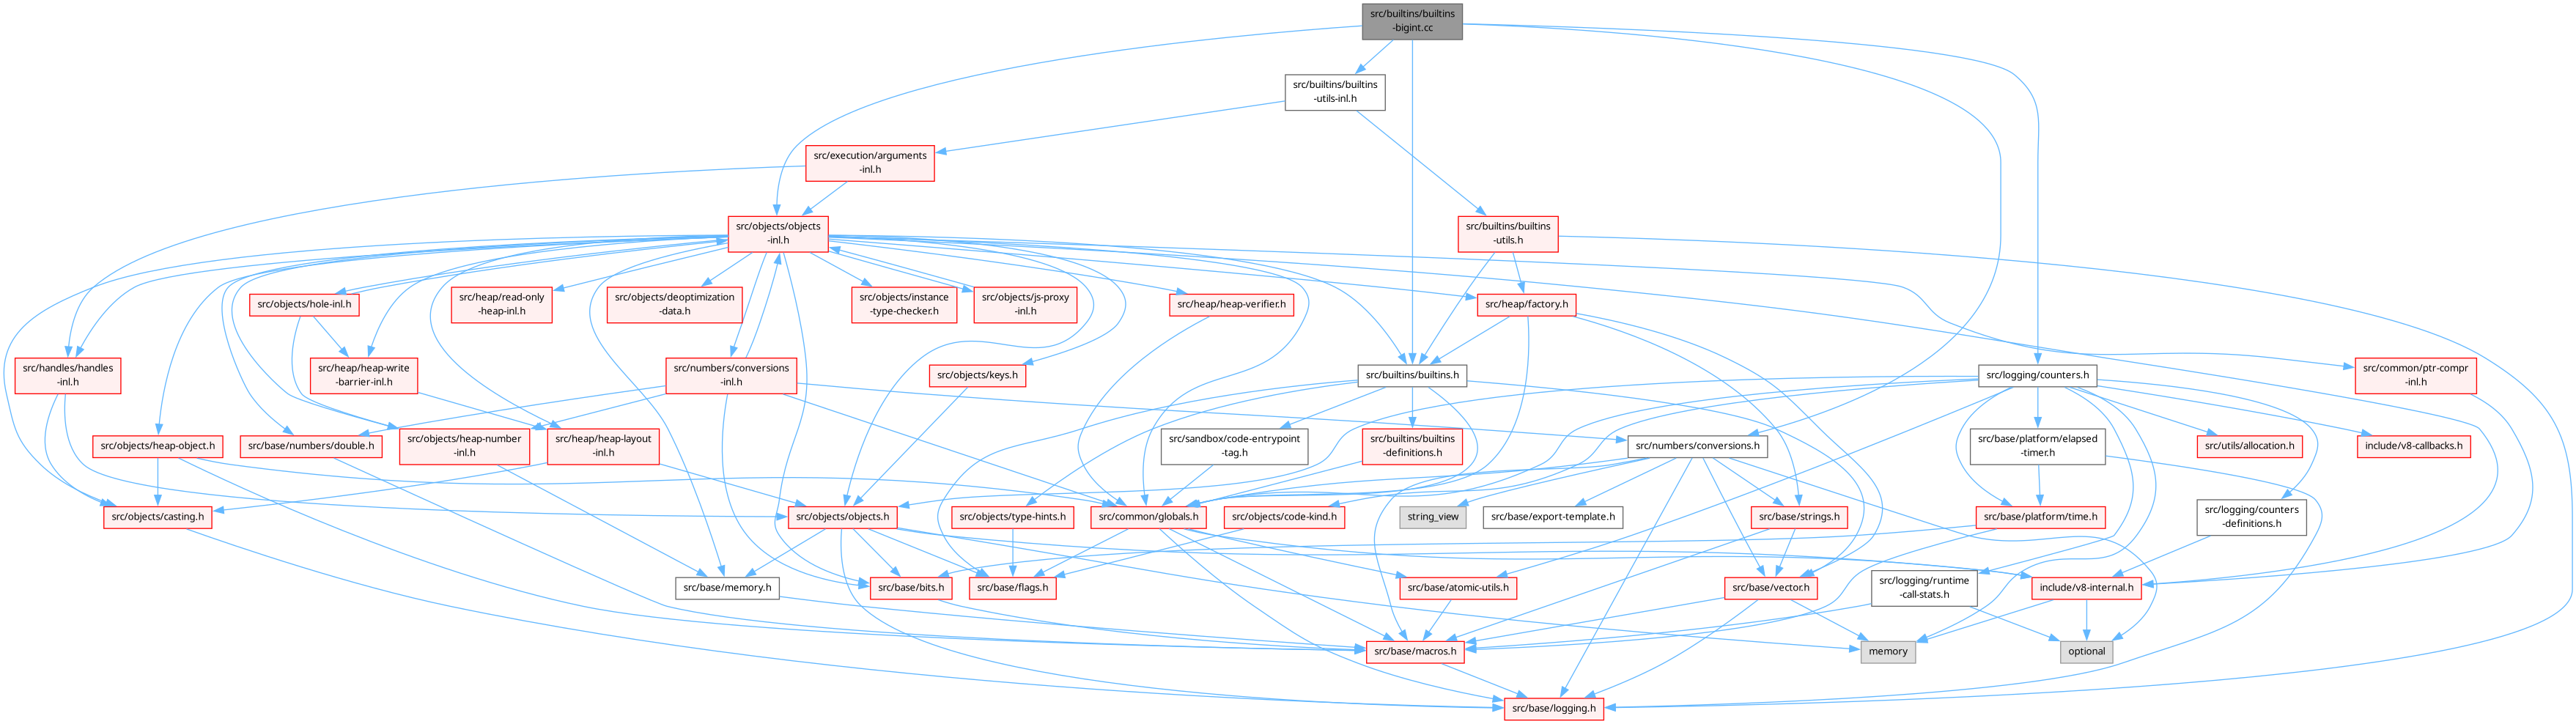 src/builtins/builtins
-bigint.cc
src/builtins/builtins
-utils-inl.h
src/execution/arguments
-inl.h
src/objects/objects
-inl.h
src/builtins/builtins
-utils.h
src/objects/hole-inl.h
src/heap/read-only
-heap-inl.h
src/objects/deoptimization
-data.h
src/objects/instance
-type-checker.h
src/objects/js-proxy
-inl.h
src/heap/heap-verifier.h
src/heap/factory.h
src/handles/handles
-inl.h
src/heap/heap-write
-barrier-inl.h
src/numbers/conversions
-inl.h
src/objects/keys.h
src/builtins/builtins.h
src/logging/counters.h
src/common/ptr-compr
-inl.h
src/objects/heap-object.h
src/base/numbers/double.h
src/objects/heap-number
-inl.h
src/heap/heap-layout
-inl.h
src/sandbox/code-entrypoint
-tag.h
src/builtins/builtins
-definitions.h
src/numbers/conversions.h
src/base/platform/elapsed
-timer.h
src/utils/allocation.h
include/v8-callbacks.h
src/objects/casting.h
src/objects/objects.h
src/objects/type-hints.h
src/common/globals.h
src/objects/code-kind.h
string_view
src/base/export-template.h
src/base/strings.h
src/base/platform/time.h
src/logging/counters
-definitions.h
src/base/memory.h
src/base/bits.h
src/base/flags.h
src/base/atomic-utils.h
src/base/vector.h
src/logging/runtime
-call-stats.h
include/v8-internal.h
src/base/macros.h
memory
optional
src/base/logging.h